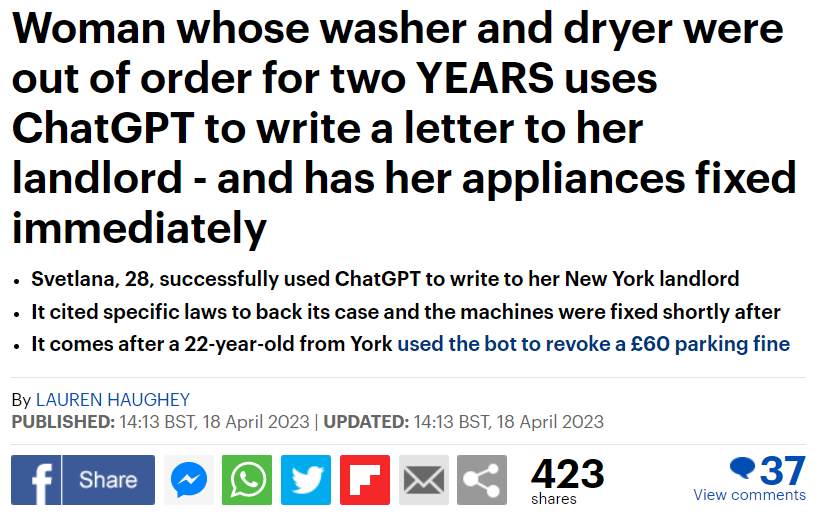 Woman whose washer and dryer were
out of order for two YEARS uses
ChatGPT to write a letter to her
landlord - and has her appliances fixed
immediately
• Svetlana, 28, successfully used ChatGPT to write to her New York landlord
• It cited specific laws to back its case and the machines were fixed shortly after
• It comes after a 22-year-old from York used the bot to revoke a £60 parking fine
By LAUREN HAUGHEY
PUBLISHED: 14:13 BST, 18 April 2023 | UPDATED: 14:13 BST, 18 April 2023
f Share
423
shares
37
View comments